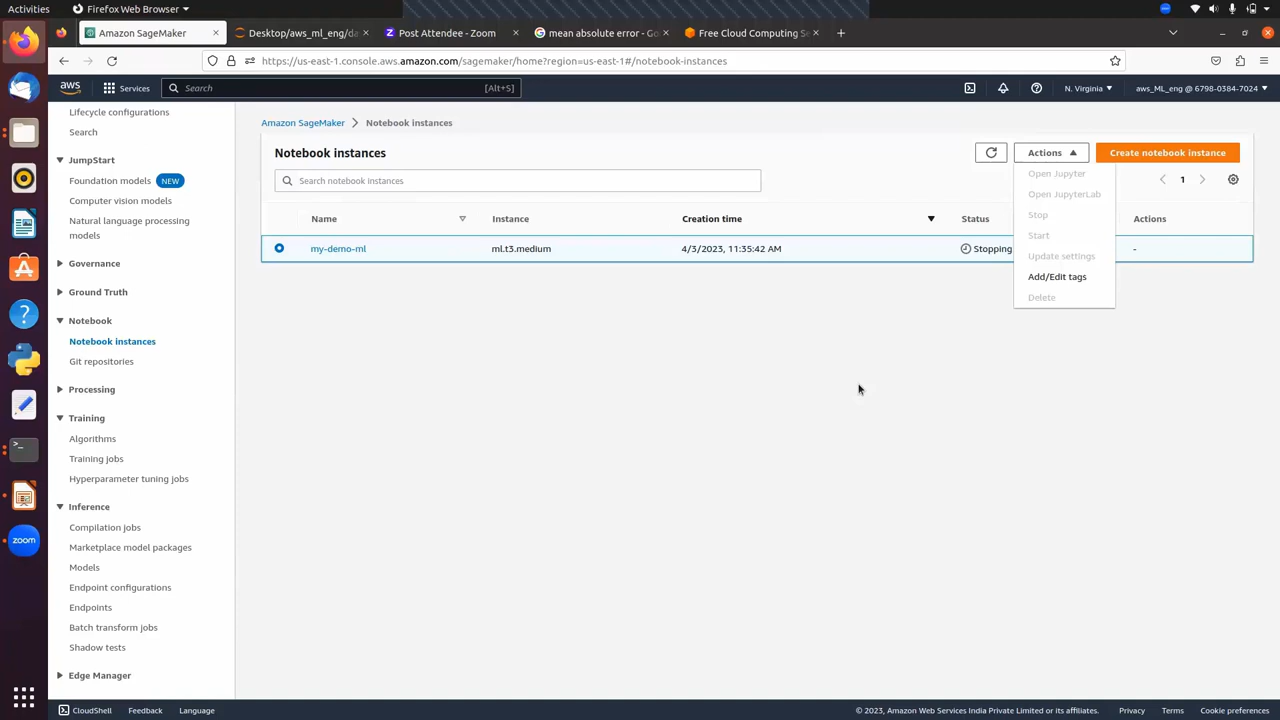 Activities
Firefox Web Browser
Amazon SageMaker
Desktop/aws_ml_eng/da
Post Attendee - Zoom
mean absolute error - Go
Free Cloud Computing Se
https://us-east-1.console.aws.amazon.com/sagemaker/home?region=us-east-1#/notebook-instances
aws
Services
Search
[Alt+S]
N. Virginia
aws_ML_eng @ 6798-0384-7024
Lifecycle configurations
Search
JumpStart
Foundation models NEW
Computer vision models
Natural language processing
models
Governance
Ground Truth
Notebook
Notebook instances
Git repositories
Processing
Training
Algorithms
Training jobs
Hyperparameter tuning jobs
Inference
Compilation jobs
Marketplace model packages
Models
Endpoint configurations
Endpoints
Batch transform jobs
Shadow tests
Edge Manager
Amazon SageMaker
Notebook instances
Notebook instances
Actions
Create notebook instance
Search notebook instances
1
Name
Instance
Creation time
Status
Actions
my-demo-ml
ml.t3.medium
4/3/2023, 11:35:42 AM
Stopping
-
Open Jupyter
Open JupyterLab
Stop
Start
Update settings
Add/Edit tags
Delete
zoom
CloudShell
Feedback
Language
© 2023, Amazon Web Services India Private Limited or its affiliates.
Privacy
Terms
Cookie preferences